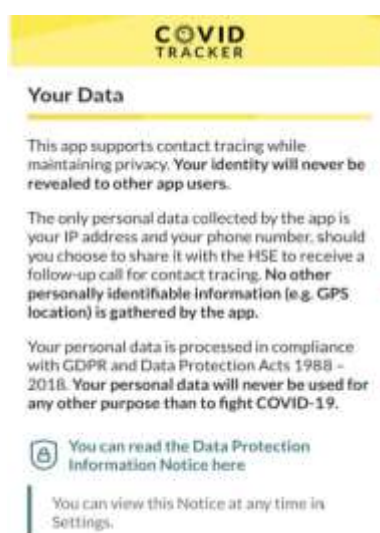 COVID
TRACKER
Your Data
This app supports contact tracing while
maintaining privacy. Your identity will never be
revealed to other app users.
The only personal data collected by the app is
your IP address and your phone number, should
you choose to share it with the HSE to receive a
follow-up call for contact tracing. No other
personally identifiable information (e.g. GPS
location) is gathered by the app.
Your personal data is processed in compliance
with GDPR and Data Protection Acts 1988 –
2018. Your personal data will never be used for
any other purpose than to fight COVID-19.
You can read the Data Protection
Information Notice here
You can view this Notice at any time in
Settings.